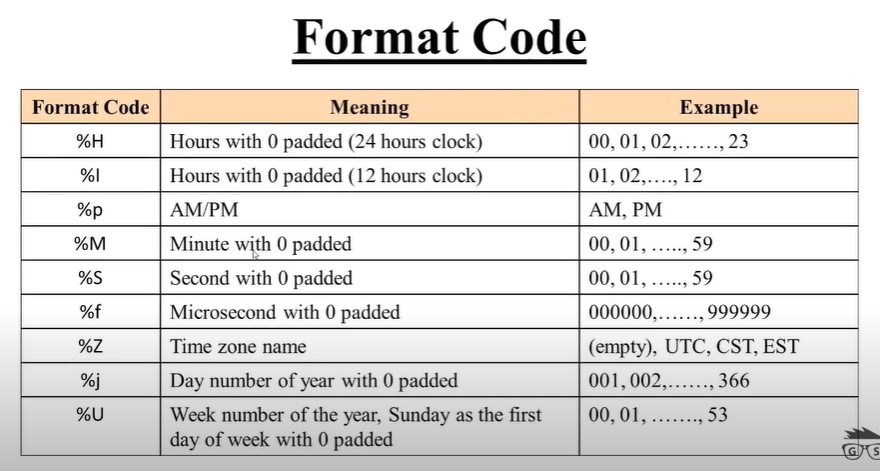 Format Code
Format Code Meaning Example
%H Hours with 0 padded (24 hours clock) 00, 01, 02,……, 23
%I Hours with 0 padded (12 hours clock) 01, 02,…., 12
%p AM/PM AM, PM
%M Minute with 0 padded 00, 01, ….., 59
%S Second with 0 padded 00, 01, ….., 59
%f Microsecond with 0 padded 000000,……, 999999
%Z Time zone name (empty), UTC, CST, EST
%j Day number of year with 0 padded 001, 002,……, 366
%U Week number of the year, Sunday as the first 00, 01, ……., 53
day of week with 0 padded
G S